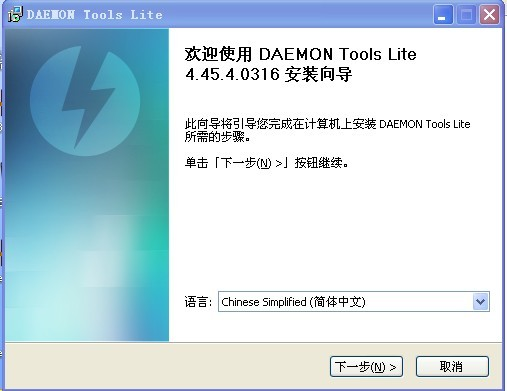 DAEMON Tools Lite
欢迎使用 DAEMON Tools Lite
4.45.4.0316 安装向导
此向导将引导您完成在计算机上安装 DAEMON Tools Lite
所需的步骤。
单击「下一步(N) >」按钮继续。
语言: Chinese Simplified (简体中文)
下一步(N) > 取消